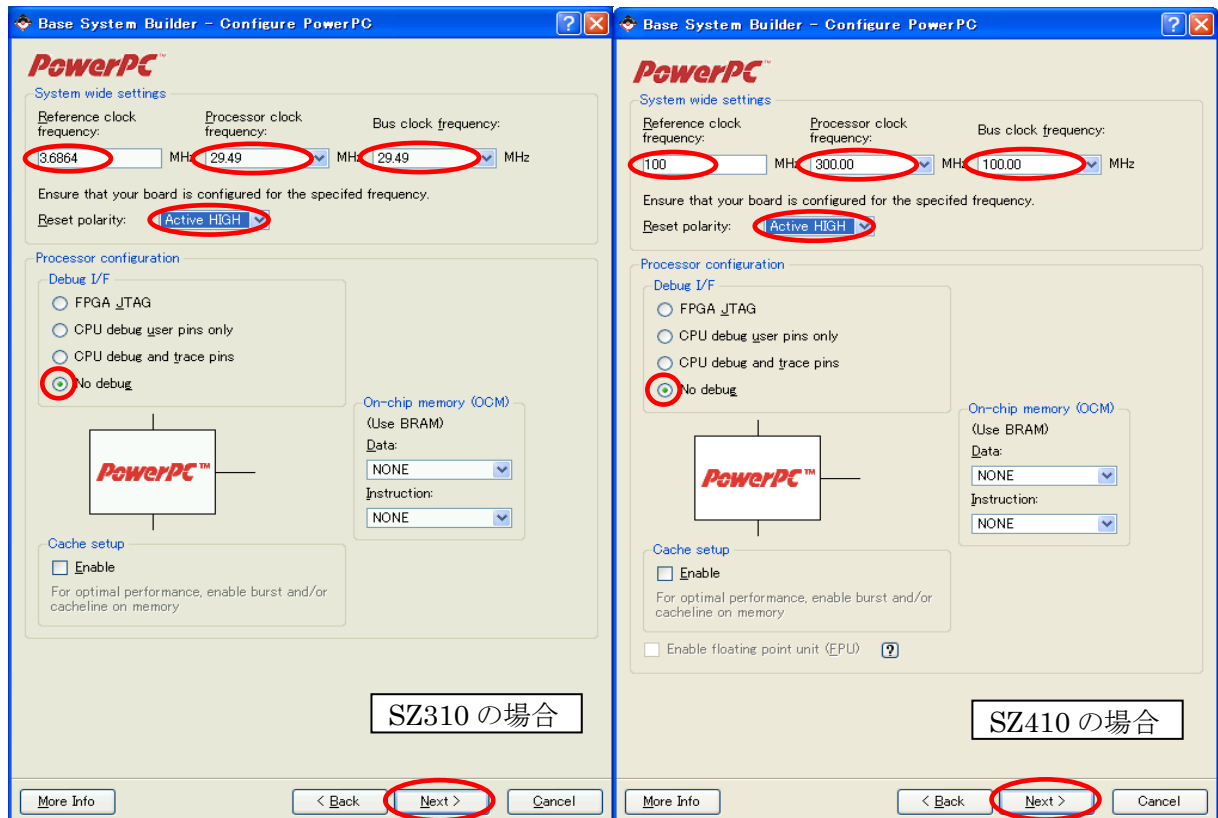 Base System Builder - Configure PowerPC
PowerPC™
System wide settings
Reference clock frequency:
Processor clock frequency:
Bus clock frequency:
3.6864 MHz 29.49 MHz 29.49 MHz
Ensure that your board is configured for the specifed frequency.
Reset polarity: Active HIGH
Processor configuration
Debug I/F
FPGA JTAG
CPU debug user pins only
CPU debug and trace pins
No debug
PowerPC™
On-chip memory (OCM)
(Use BRAM)
Data:
NONE
Instruction:
NONE
Cache setup
Enable
For optimal performance, enable burst and/or
cacheline on memory
SZ310 の場合
More Info < Back Next > Cancel
Base System Builder - Configure PowerPC
PowerPC™
System wide settings
Reference clock frequency:
Processor clock frequency:
Bus clock frequency:
100 MHz 300.00 MHz 100.00 MHz
Ensure that your board is configured for the specifed frequency.
Reset polarity: Active HIGH
Processor configuration
Debug I/F
FPGA JTAG
CPU debug user pins only
CPU debug and trace pins
No debug
PowerPC™
On-chip memory (OCM)
(Use BRAM)
Data:
NONE
Instruction:
NONE
Cache setup
Enable
For optimal performance, enable burst and/or
cacheline on memory
Enable floating point unit (FPU) ?
SZ410 の場合
More Info < Back Next > Cancel